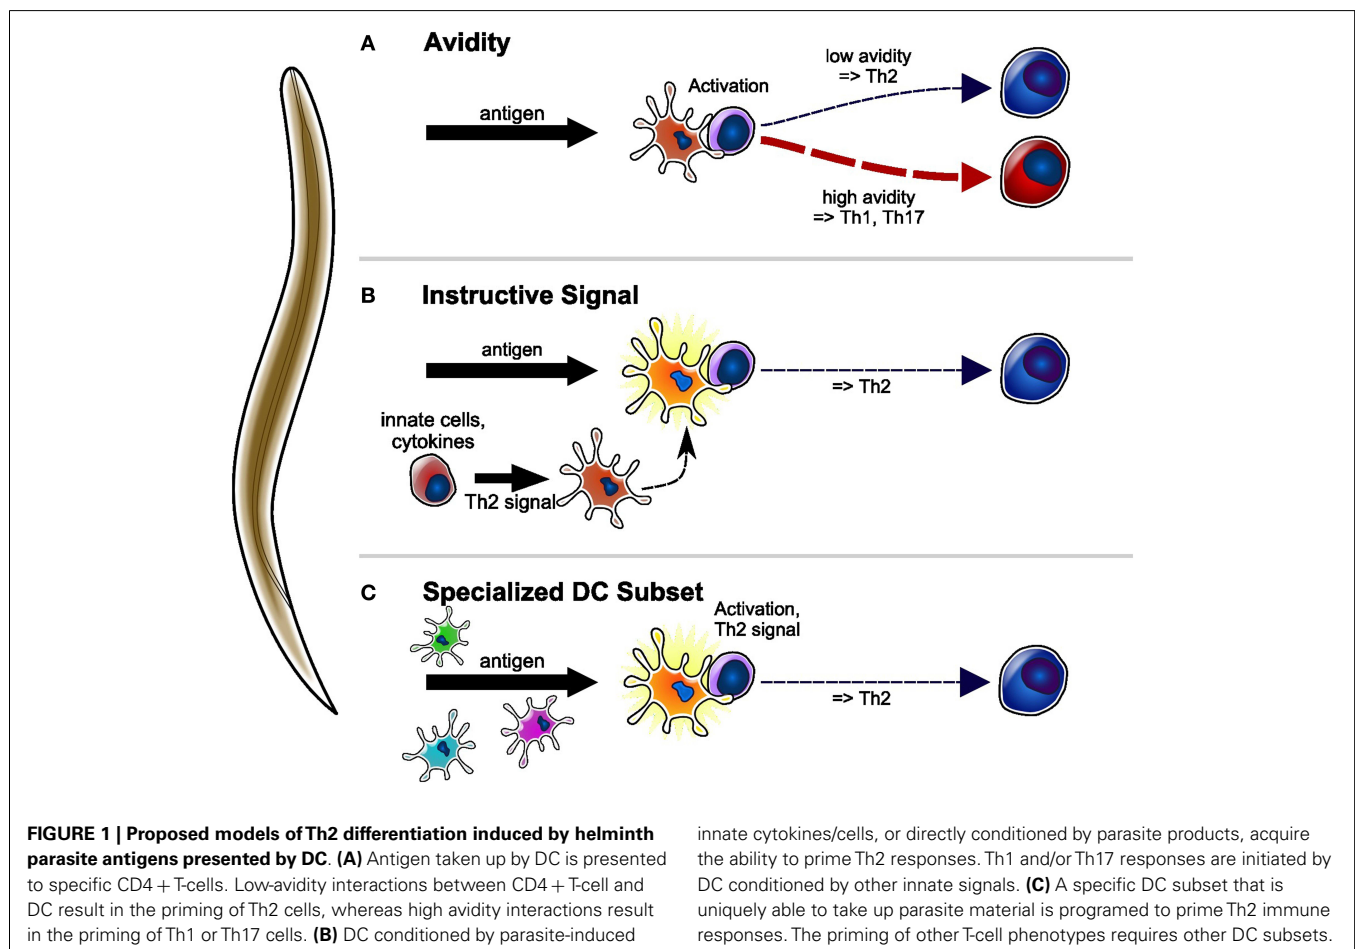 A Avidity
low avidity
=> Th2
Activation
antigen
high avidity
=> Th1, Th17
B Instructive Signal
antigen
=> Th2
innate cells,
cytokines
Th2 signal
C Specialized DC Subset
Activation,
Th2 signal
antigen
=> Th2
FIGURE 1 | Proposed models of Th2 differentiation induced by helminth
parasite antigens presented by DC. (A) Antigen taken up by DC is presented
to specific CD4 + T-cells. Low-avidity interactions between CD4 + T-cell and
DC result in the priming of Th2 cells, whereas high avidity interactions result
in the priming of Th1 or Th17 cells. (B) DC conditioned by parasite-induced
innate cytokines/cells, or directly conditioned by parasite products, acquire
the ability to prime Th2 responses. Th1 and/or Th17 responses are initiated by
DC conditioned by other innate signals. (C) A specific DC subset that is
uniquely able to take up parasite material is programed to prime Th2 immune
responses. The priming of other T-cell phenotypes requires other DC subsets.